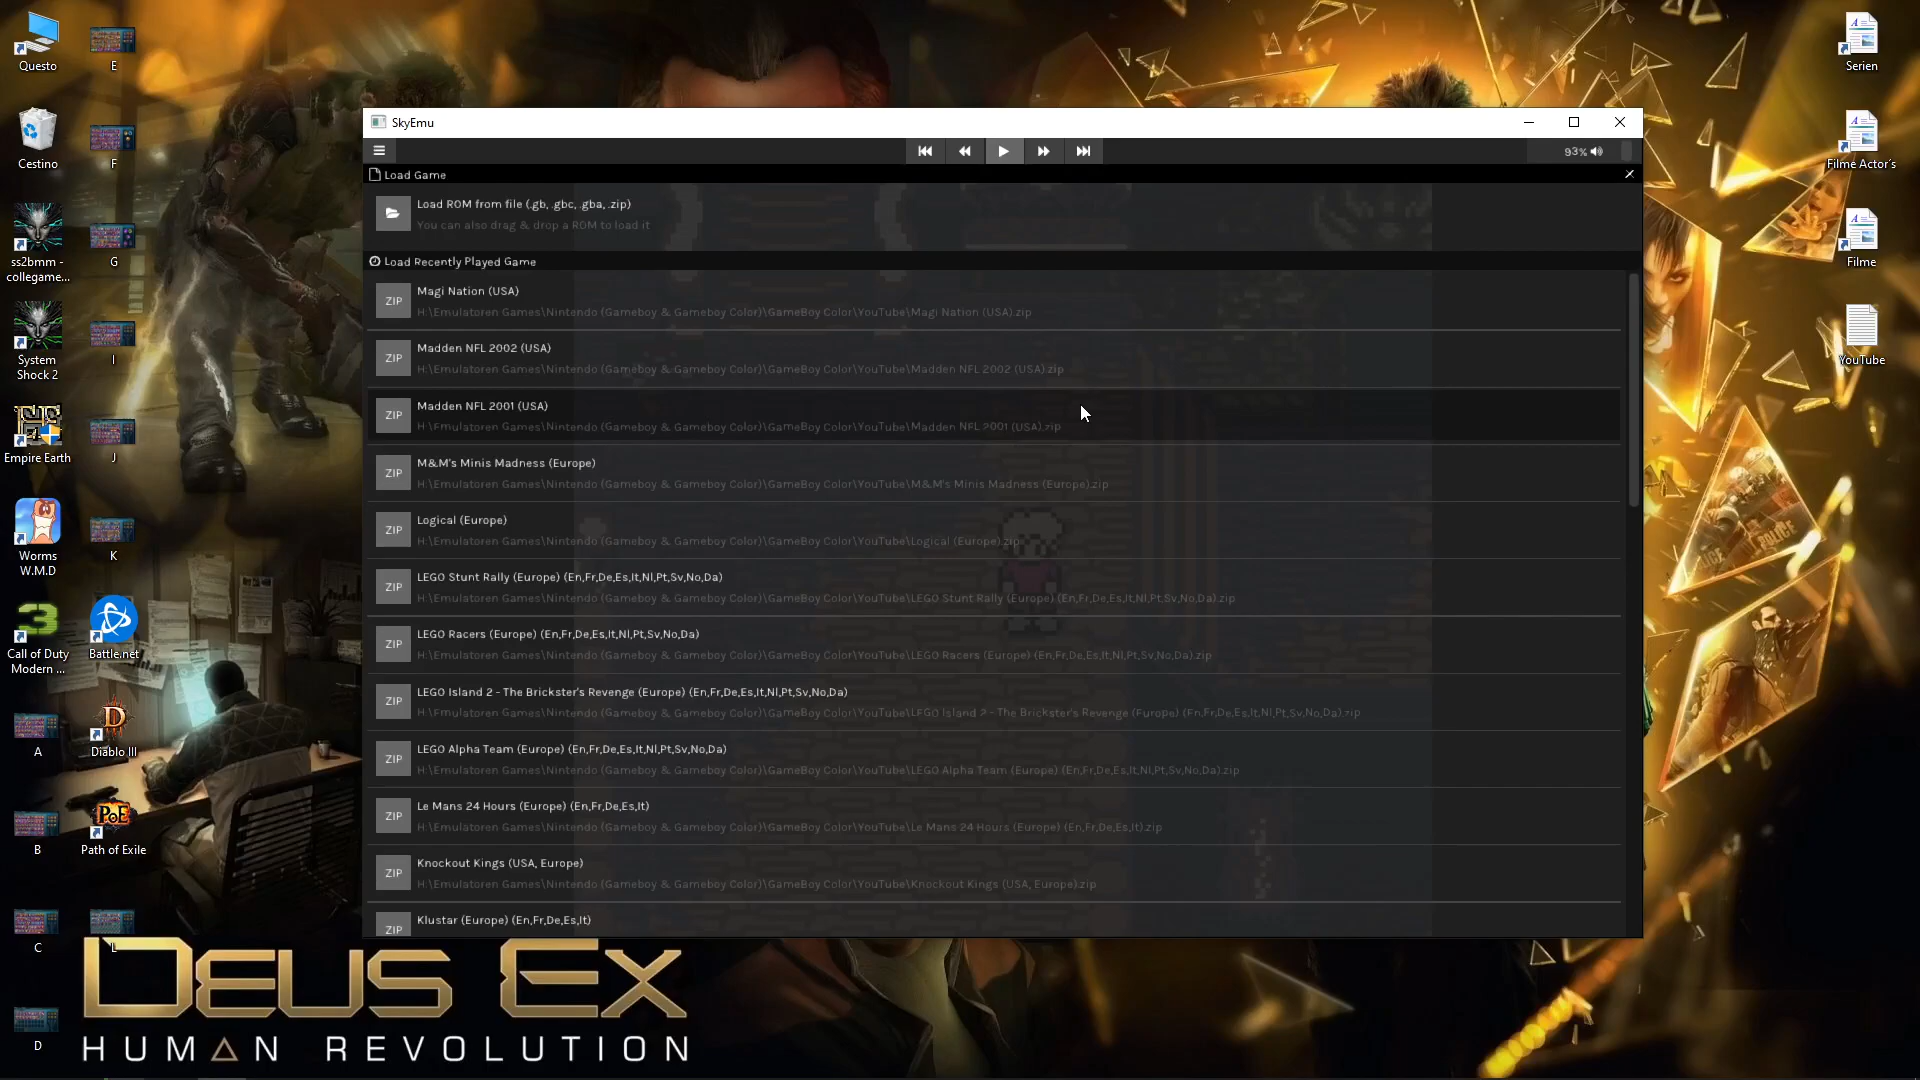 Questo
E
Serien
Cestino
F
Filme Actor's
ss2bmm -
collegame...
G
Filme
System
Shock 2
I
YouTube
Empire Earth
J
Worms
W.M.D
K
Call of Duty
Modern ...
Battle.net
A
Diablo III
B
Path of Exile
C
L
D
SkyEmu
93%
Load Game
Load ROM from file (.gb, .gbc, .gba, .zip)
You can also drag & drop a ROM to load it
Load Recently Played Game
ZIP
Magi Nation (USA)
H:\Emulatoren Games\Nintendo (Gameboy & Gameboy Color)\GameBoy Color\YouTube\Magi Nation (USA).zip
ZIP
Madden NFL 2002 (USA)
H:\Emulatoren Games\Nintendo (Gameboy & Gameboy Color)\GameBoy Color\YouTube\Madden NFL 2002 (USA).zip
ZIP
Madden NFL 2001 (USA)
H:\Emulatoren Games\Nintendo (Gameboy & Gameboy Color)\GameBoy Color\YouTube\Madden NFL 2001 (USA).zip
ZIP
M&M's Minis Madness (Europe)
H:\Emulatoren Games\Nintendo (Gameboy & Gameboy Color)\GameBoy Color\YouTube\M&M's Minis Madness (Europe).zip
ZIP
Logical (Europe)
H:\Emulatoren Games\Nintendo (Gameboy & Gameboy Color)\GameBoy Color\YouTube\Logical (Europe).zip
ZIP
LEGO Stunt Rally (Europe) (En,Fr,De,Es,It,Nl,Pt,Sv,No,Da)
H:\Emulatoren Games\Nintendo (Gameboy & Gameboy Color)\GameBoy Color\YouTube\LEGO Stunt Rally (Europe) (En,Fr,De,Es,It,Nl,Pt,Sv,No,Da).zip
ZIP
LEGO Racers (Europe) (En,Fr,De,Es,It,Nl,Pt,Sv,No,Da)
H:\Emulatoren Games\Nintendo (Gameboy & Gameboy Color)\GameBoy Color\YouTube\LEGO Racers (Europe) (En,Fr,De,Es,It,Nl,Pt,Sv,No,Da).zip
ZIP
LEGO Island 2 - The Brickster's Revenge (Europe) (En,Fr,De,Es,It,Nl,Pt,Sv,No,Da)
H:\Emulatoren Games\Nintendo (Gameboy & Gameboy Color)\GameBoy Color\YouTube\LEGO Island 2 - The Brickster's Revenge (Europe) (En,Fr,De,Es,It,Nl,Pt,Sv,No,Da).zip
ZIP
LEGO Alpha Team (Europe) (En,Fr,De,Es,It,Nl,Pt,Sv,No,Da)
H:\Emulatoren Games\Nintendo (Gameboy & Gameboy Color)\GameBoy Color\YouTube\LEGO Alpha Team (Europe) (En,Fr,De,Es,It,Nl,Pt,Sv,No,Da).zip
ZIP
Le Mans 24 Hours (Europe) (En,Fr,De,Es,It)
H:\Emulatoren Games\Nintendo (Gameboy & Gameboy Color)\GameBoy Color\YouTube\Le Mans 24 Hours (Europe) (En,Fr,De,Es,It).zip
ZIP
Knockout Kings (USA, Europe)
H:\Emulatoren Games\Nintendo (Gameboy & Gameboy Color)\GameBoy Color\YouTube\Knockout Kings (USA, Europe).zip
ZIP
Klustar (Europe) (En,Fr,De,Es,It)
POLICE
DEUS EX
HUMAN REVOLUTION